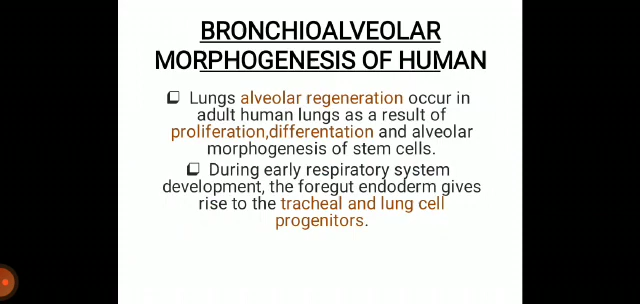 BRONCHIOALVEOLAR
MORPHOGENESIS OF HUMAN
❑ Lungs alveolar regeneration occur in
adult human lungs as a result of
proliferation,differentation and alveolar
morphogenesis of stem cells.
❑ During early respiratory system
development, the foregut endoderm gives
rise to the tracheal and lung cell
progenitors.